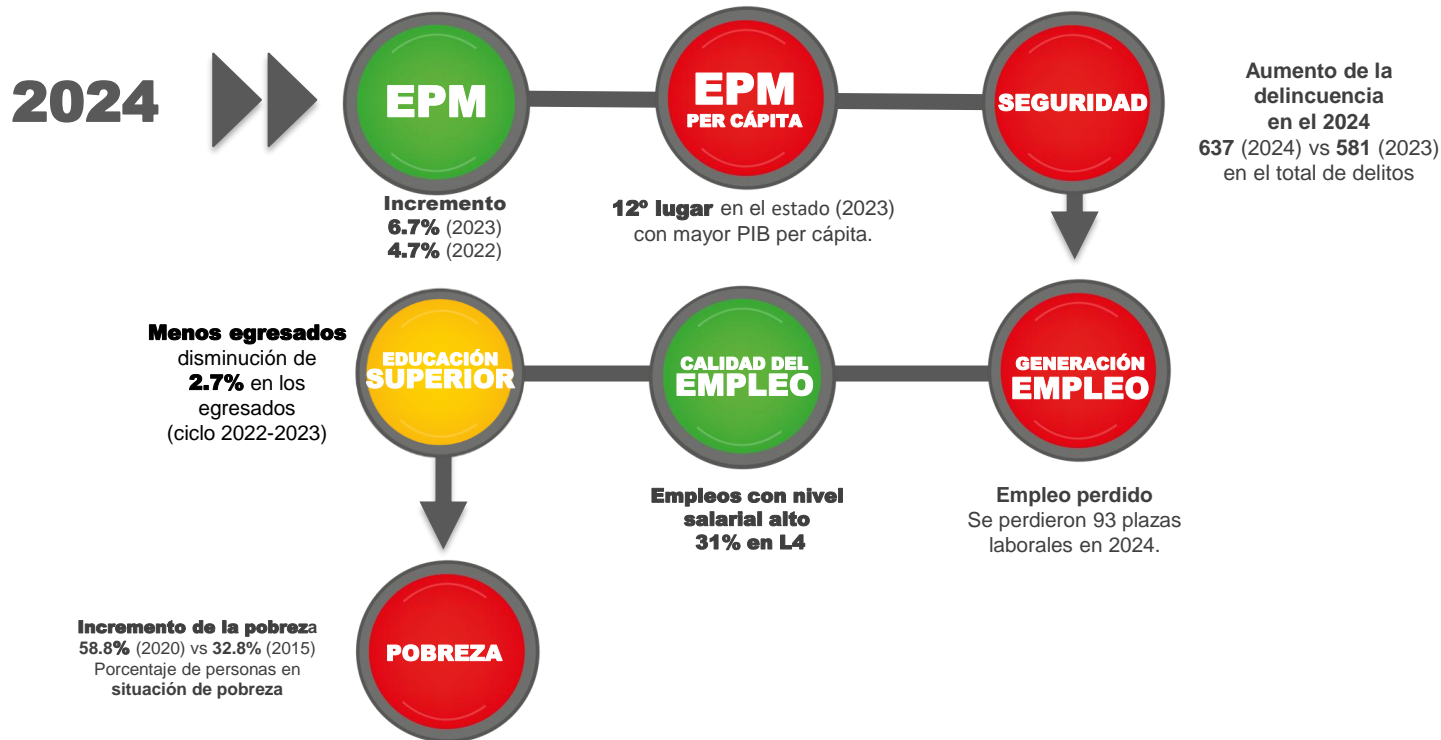 2024
EPM
Incremento
6.7% (2023)
4.7% (2022)
EPM
PER CÁPITA
12º lugar en el estado (2023)
con mayor PIB per cápita.
SEGURIDAD
Aumento de la
delincuencia
en el 2024
637 (2024) vs 581 (2023)
en el total de delitos
GENERACIÓN
EMPLEO
Empleo perdido
Se perdieron 93 plazas
laborales en 2024.
CALIDAD DEL
EMPLEO
Empleos con nivel
salarial alto
31% en L4
EDUCACIÓN
SUPERIOR
Menos egresados
disminución de
2.7% en los
egresados
(ciclo 2022-2023)
POBREZA
Incremento de la pobreza
58.8% (2020) vs 32.8% (2015)
Porcentaje de personas en
situación de pobreza